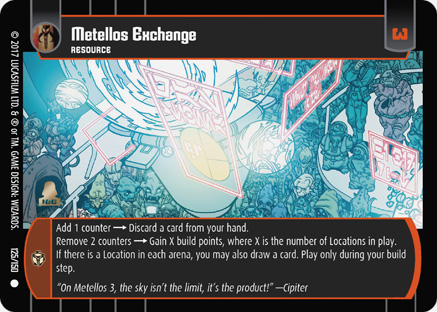 Metellos Exchange
RESOURCE
Add 1 counter → Discard a card from your hand.
Remove 2 counters → Gain X build points, where X is the number of Locations in play.
If there is a Location in each arena, you may also draw a card. Play only during your build
step.
“On Metellos 3, the sky isn't the limit, it's the product!” —Cipiter
© 2017 LUCASFILM LTD. & ® or TM. GAME DESIGN: WIZARDS.
125/150